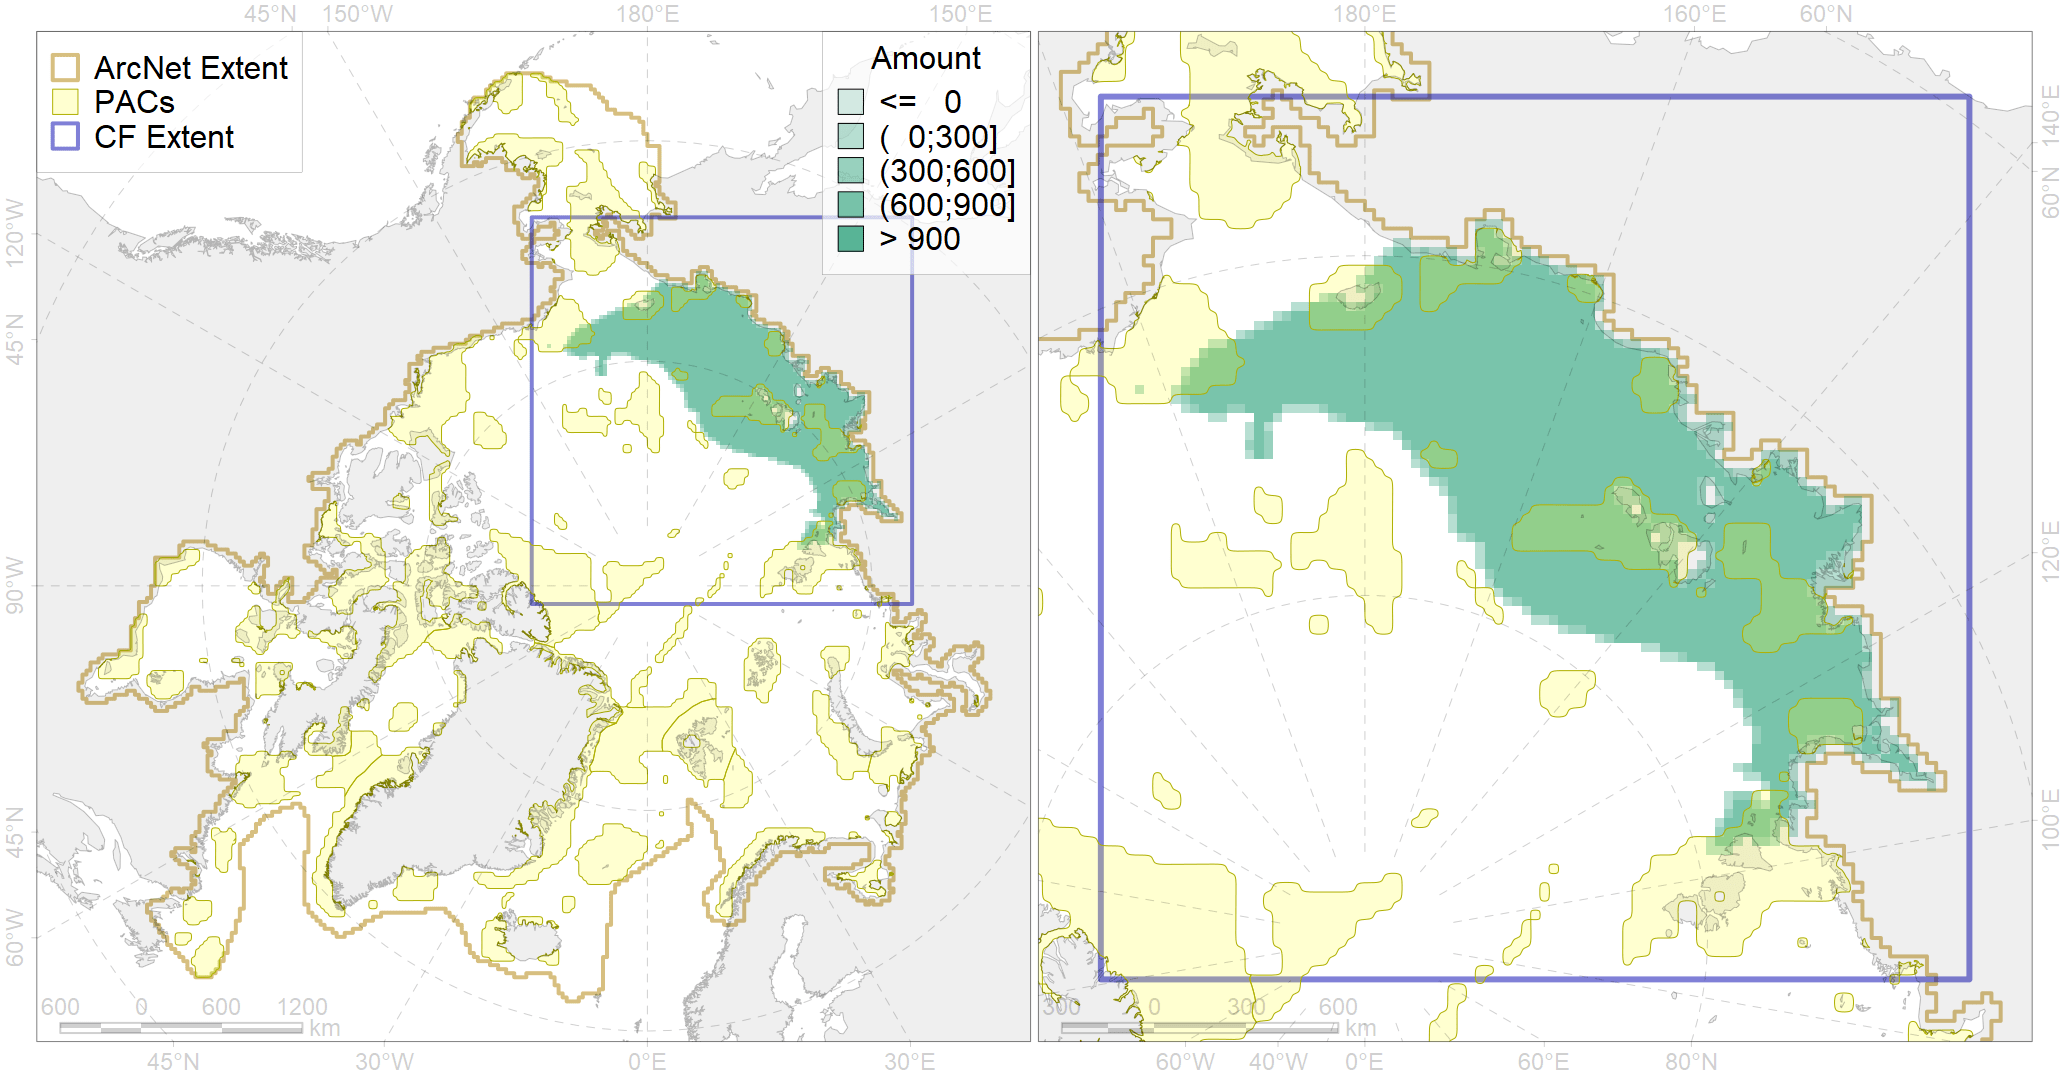 45°N 150°W 180°E 150°E 180°E 160°E 60°N
ArcNet Extent
PACs
CF Extent
Amount
<= 0
( 0;300]
(300;600]
(600;900]
> 900
120°W
45°N
90°W
45°N
60°W
140°E
60°N
120°E
100°E
600 0 600 1200
km
300 0 300 600
km
45°N 30°W 0°E 30°E 60°W 40°W 0°E 60°E 80°N